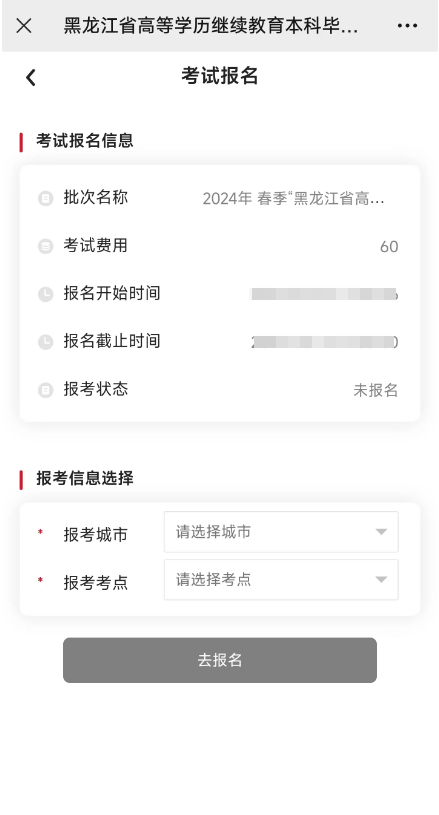 黑龙江省高等学历继续教育本科毕...
考试报名
考试报名信息
批次名称 2024年 春季“黑龙江省高...
考试费用 60
报名开始时间
报名截止时间
报考状态 未报名
报考信息选择
* 报考城市 请选择城市
* 报考考点 请选择考点
去报名